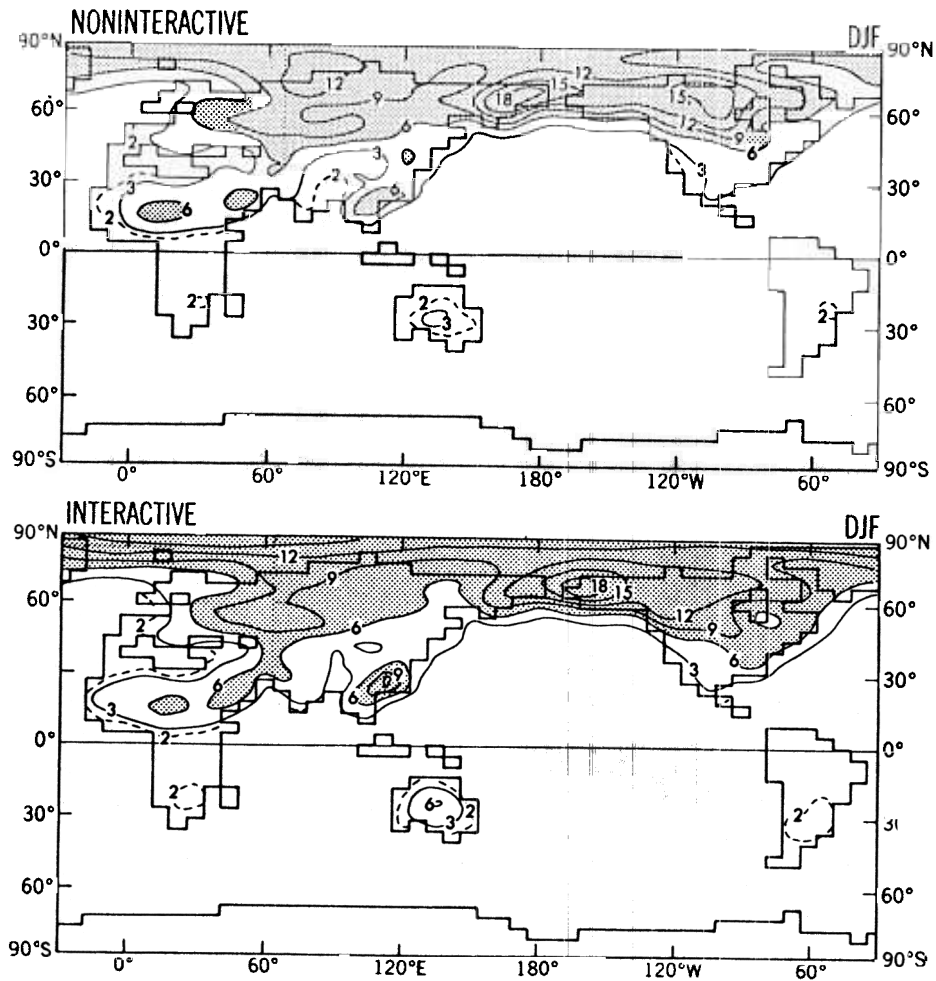 NONINTERACTIVE DJF
90°N 90°N
12 12
18 15 15
60° 9 60°
6 12 9
2 6
3 3
30° 3 2 30°
6 6
2
0° 0°
2 2 2
30° 3 30°
60° 60°
90°S 90°S
0° 60° 120°E 180° 120°W 60°
INTERACTIVE DJF
90°N 90°N
12
9 18 15
60° 12 60°
2 6 9
6
3
30° 6 9 30°
3 6
0° 2 0°
2 6 2 2
30° 3
60° 60°
90°S 90°S
0° 60° 120°E 180° 120°W 60°